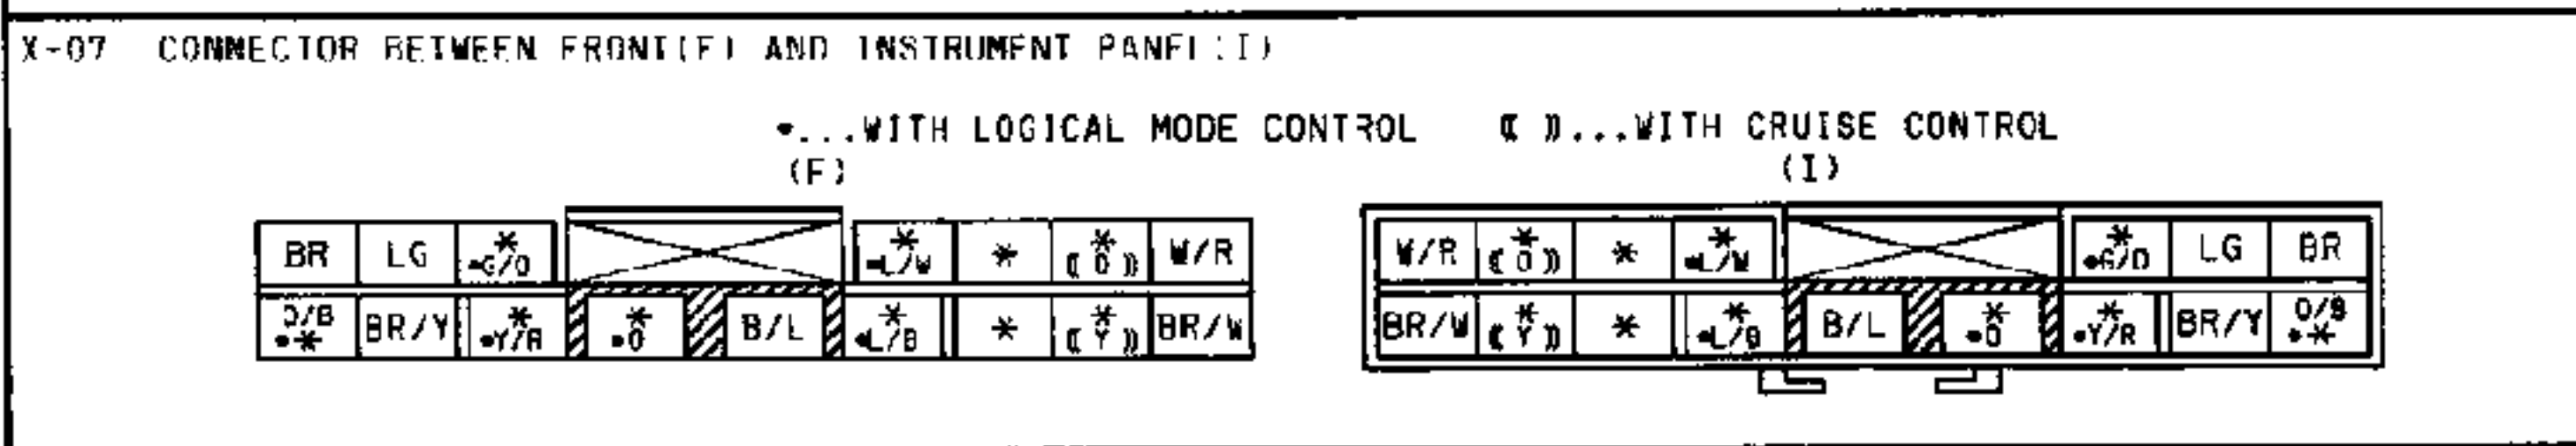 X-07 CONNECTOR BETWEEN FRONT(F) AND INSTRUMENT PANEL(I)
•...WITH LOGICAL MODE CONTROL ⟪ ⟫...WITH CRUISE CONTROL
(F) (I)
BR LG * * * * W/R W/R * * * * LG BR
•G/O •L/W ⟪O⟫ ⟪O⟫ •L/W •G/O
O/B BR/Y * * B/L * * * BR/W BR/W * * * B/L * * BR/Y O/B
•* •Y/R •O •L/B ⟪Y⟫ ⟪Y⟫ •L/B •O •Y/R •*